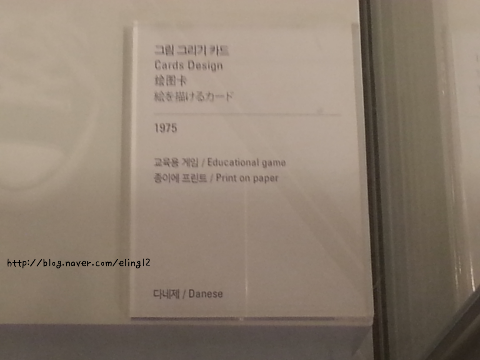 그림 그리기 카드
Cards Design
绘图卡
絵を描けるカード
1975
교육용 게임 / Educational game
종이에 프린트 / Print on paper
http://blog.naver.com/eling12
다네제 / Danese